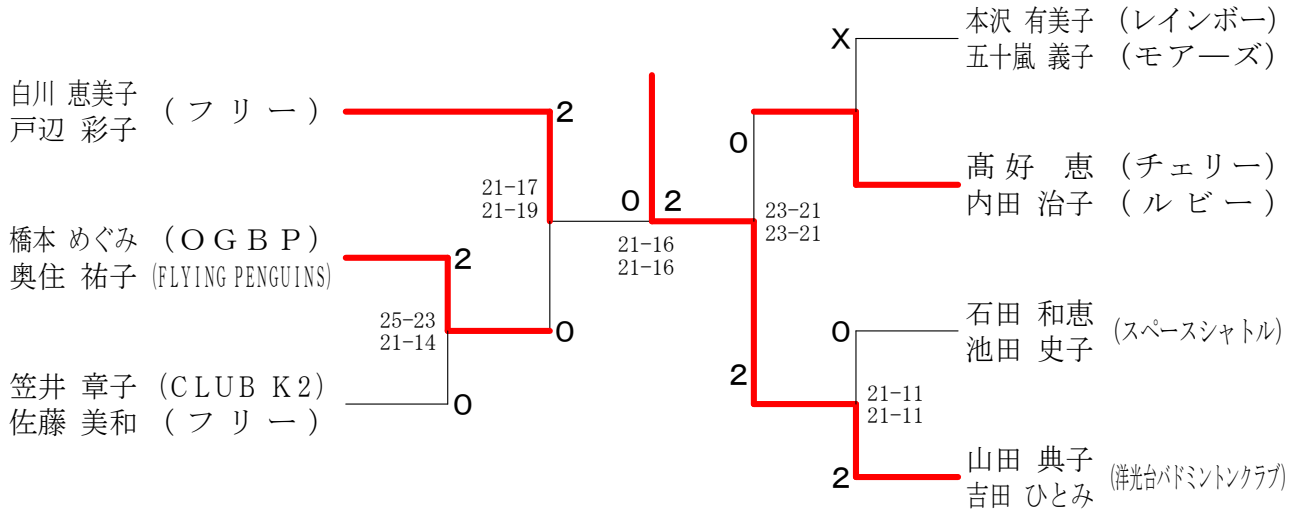 本沢 有美子 (レインボー)
X
五十嵐 義子 (モアーズ)
白川 恵美子
(フリー)
戸辺 彩子
2
0
髙好 恵 (チェリー)
内田 治子 (ルビー)
21-17
21-19
0 2
23-21
23-21
橋本 めぐみ (OGBP)
奥住 祐子 (FLYING PENGUINS)
2
21-16
21-16
25-23
21-14
0
0
石田 和恵
(スペースシャトル)
池田 史子
2
笠井 章子 (CLUB K2)
佐藤 美和 (フリー)
0
21-11
21-11
2
山田 典子
(洋光台バドミントンクラブ)
吉田 ひとみ